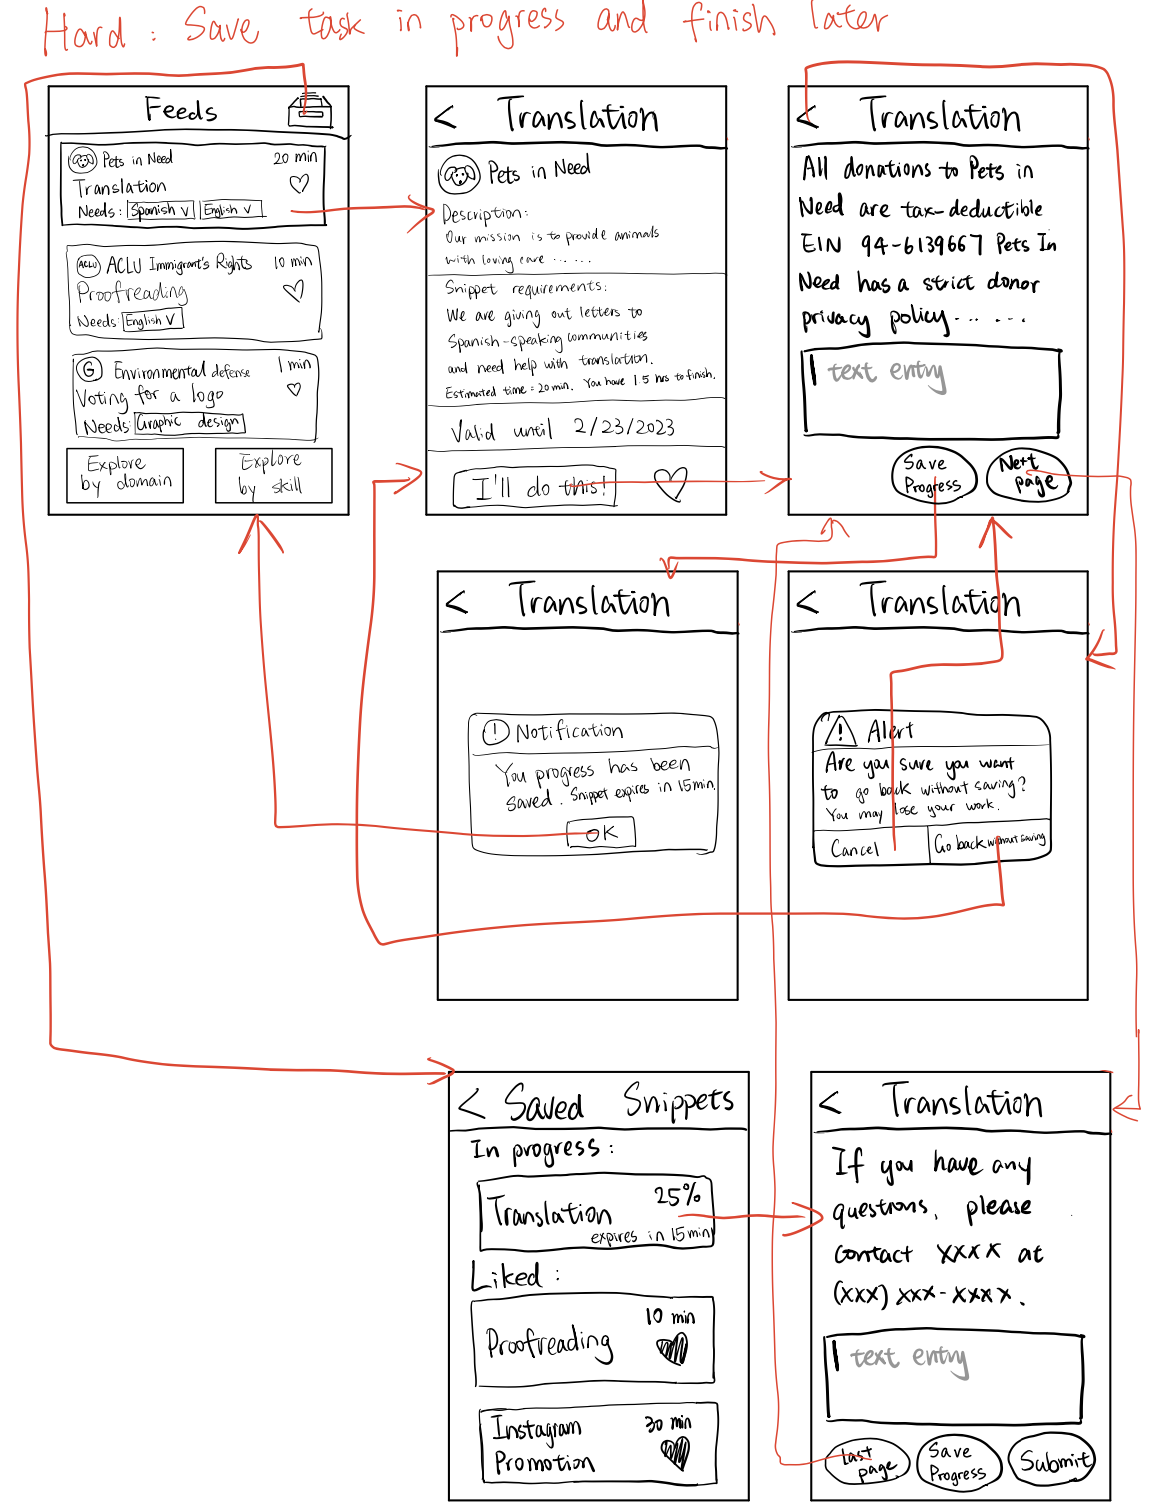 Hard : Save task in progress and finish later
Feeds
Pets in Need 20 min
Translation
Needs: Spanish ∨ English ∨
ACLU ACLU Immigrant's Rights 10 min
Proofreading
Needs: English ∨
G Environmental defense 1 min
Voting for a logo
Needs: Graphic design
Explore by domain
Explore by skill
< Translation
Pets in Need
Description:
Our mission is to provide animals
with loving care ......
Snippet requirements:
We are giving out letters to
Spanish-speaking communities
and need help with translation.
Estimated time = 20 min. You have 1.5 hrs to finish.
Valid until 2/23/2023
I'll do this!
< Translation
All donations to Pets in
Need are tax-deductible
EIN 94-6139667 Pets In
Need has a strict donor
privacy policy......
text entry
Save Progress
Next page
< Translation
! Notification
You progress has been
saved. Snippet expires in 15min.
OK
< Translation
! Alert
Are you sure you want
to go back without saving?
You may lose your work.
Cancel
Go back without saving
< Saved Snippets
In progress:
Translation 25%
expires in 15min
Liked:
10 min
Proofreading
Instagram 30 min
Promotion
< Translation
If you have any
questions, please
contact xxxx at
(xxx) xxx-xxxx.
text entry
Last page
Save Progress
Submit